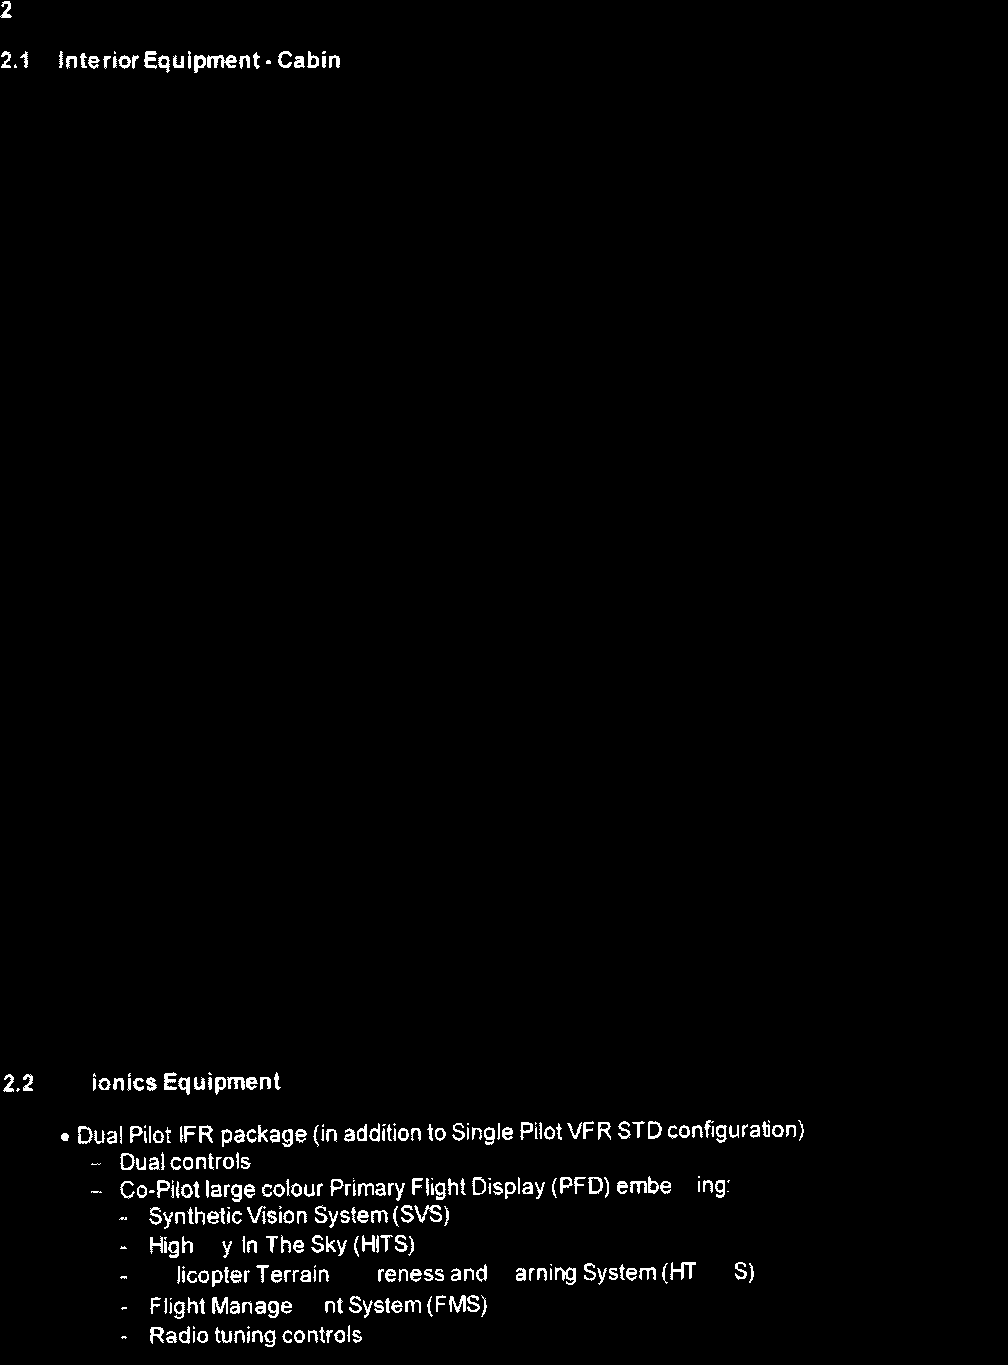 2
2.1 Interior Equipment - Cabin
2.2 ionics Equipment
• Dual Pilot IFR package (in addition to Single Pilot VFR STD configuration)
– Dual controls
– Co-Pilot large colour Primary Flight Display (PFD) embe ing:
- Synthetic Vision System (SVS)
- High y In The Sky (HITS)
- licopter Terrain reness and arning System (HT S)
- Flight Manage nt System (FMS)
- Radio tuning controls